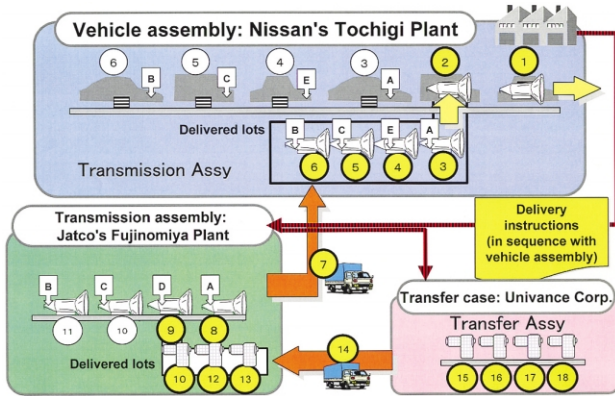 Vehicle assembly: Nissan's Tochigi Plant
6
5
4
3
2
1
B
C
E
A
Delivered lots
B
C
E
A
6
5
4
3
Transmission Assy
Transmission assembly:
Jatco's Fujinomiya Plant
7
Delivery
instructions
(in sequence with
vehicle assembly)
B
C
D
A
11
10
9
8
Delivered lots
10
12
13
14
Transfer case: Univance Corp.
Transfer Assy
15
16
17
18